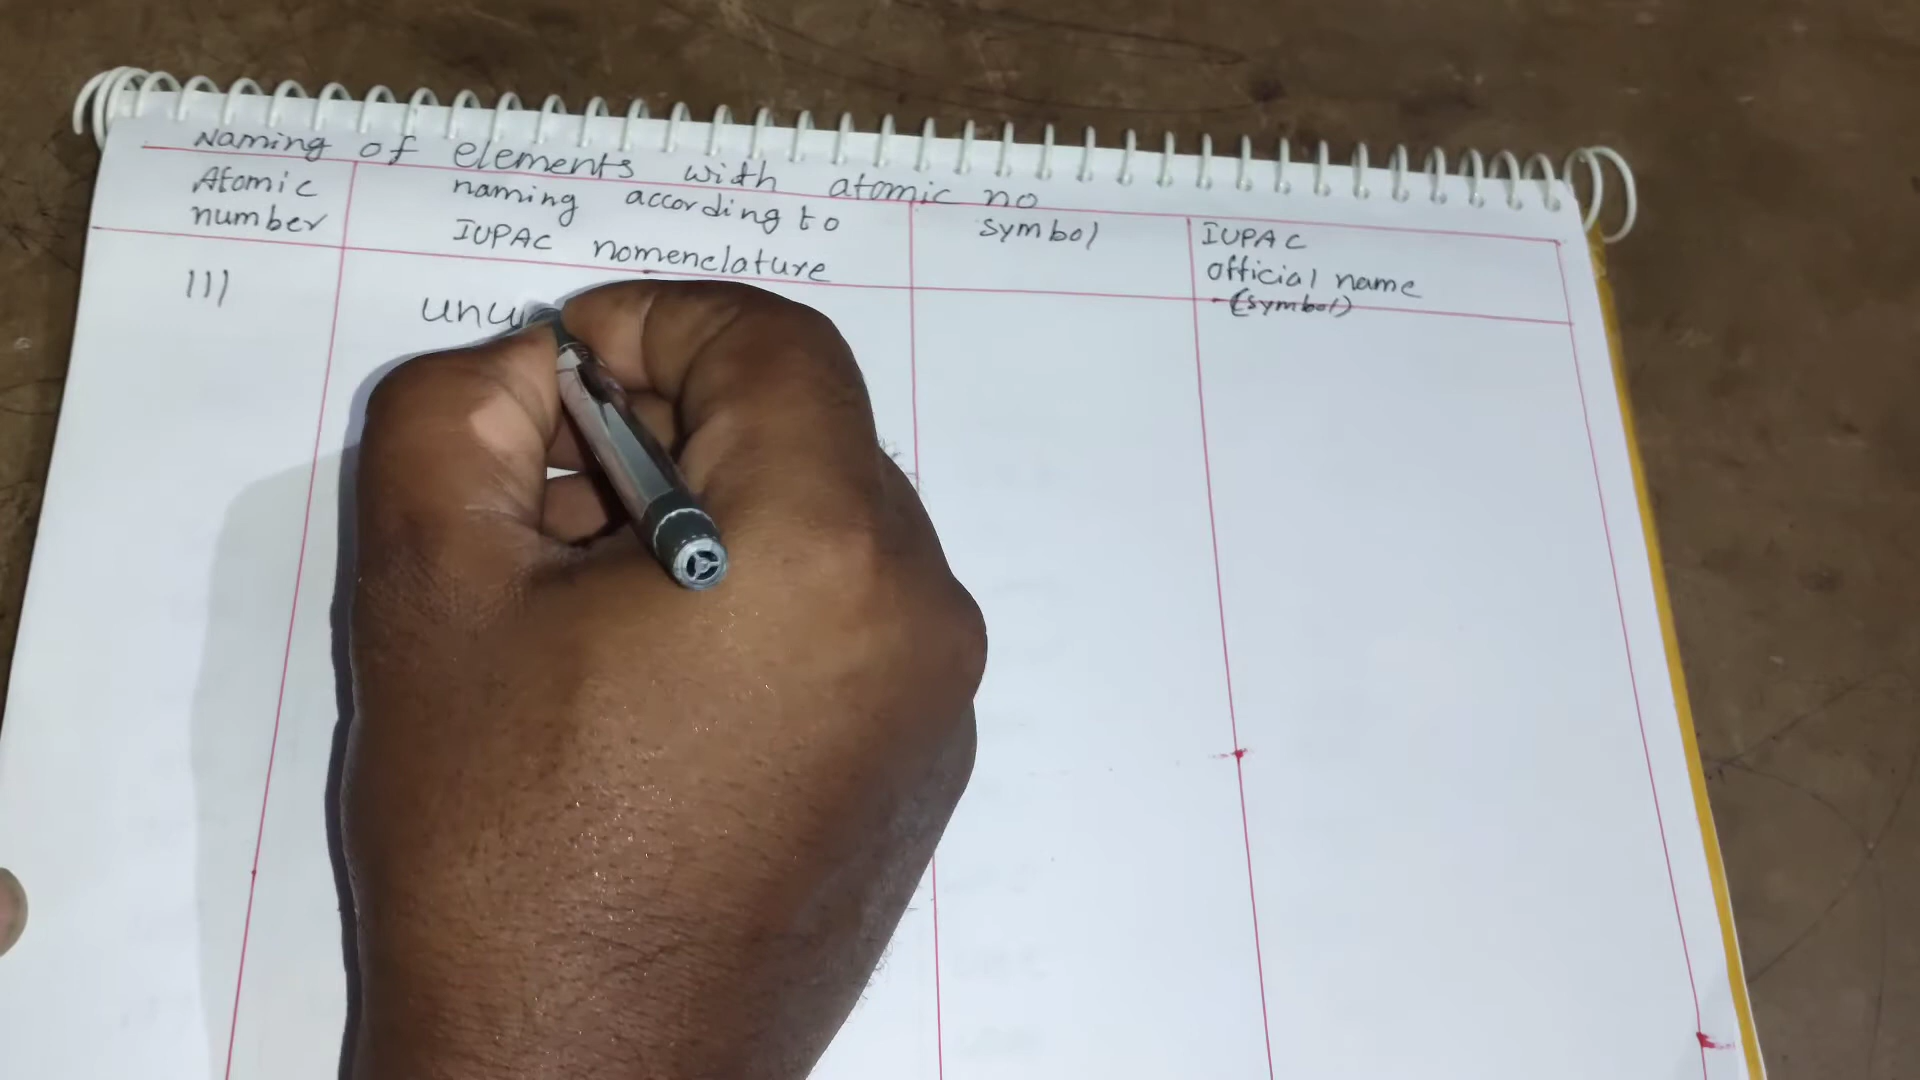 Naming of elements with atomic no
Atomic
number
naming according to
IUPAC nomenclature
symbol
IUPAC
official name
(symbol)
111
unu